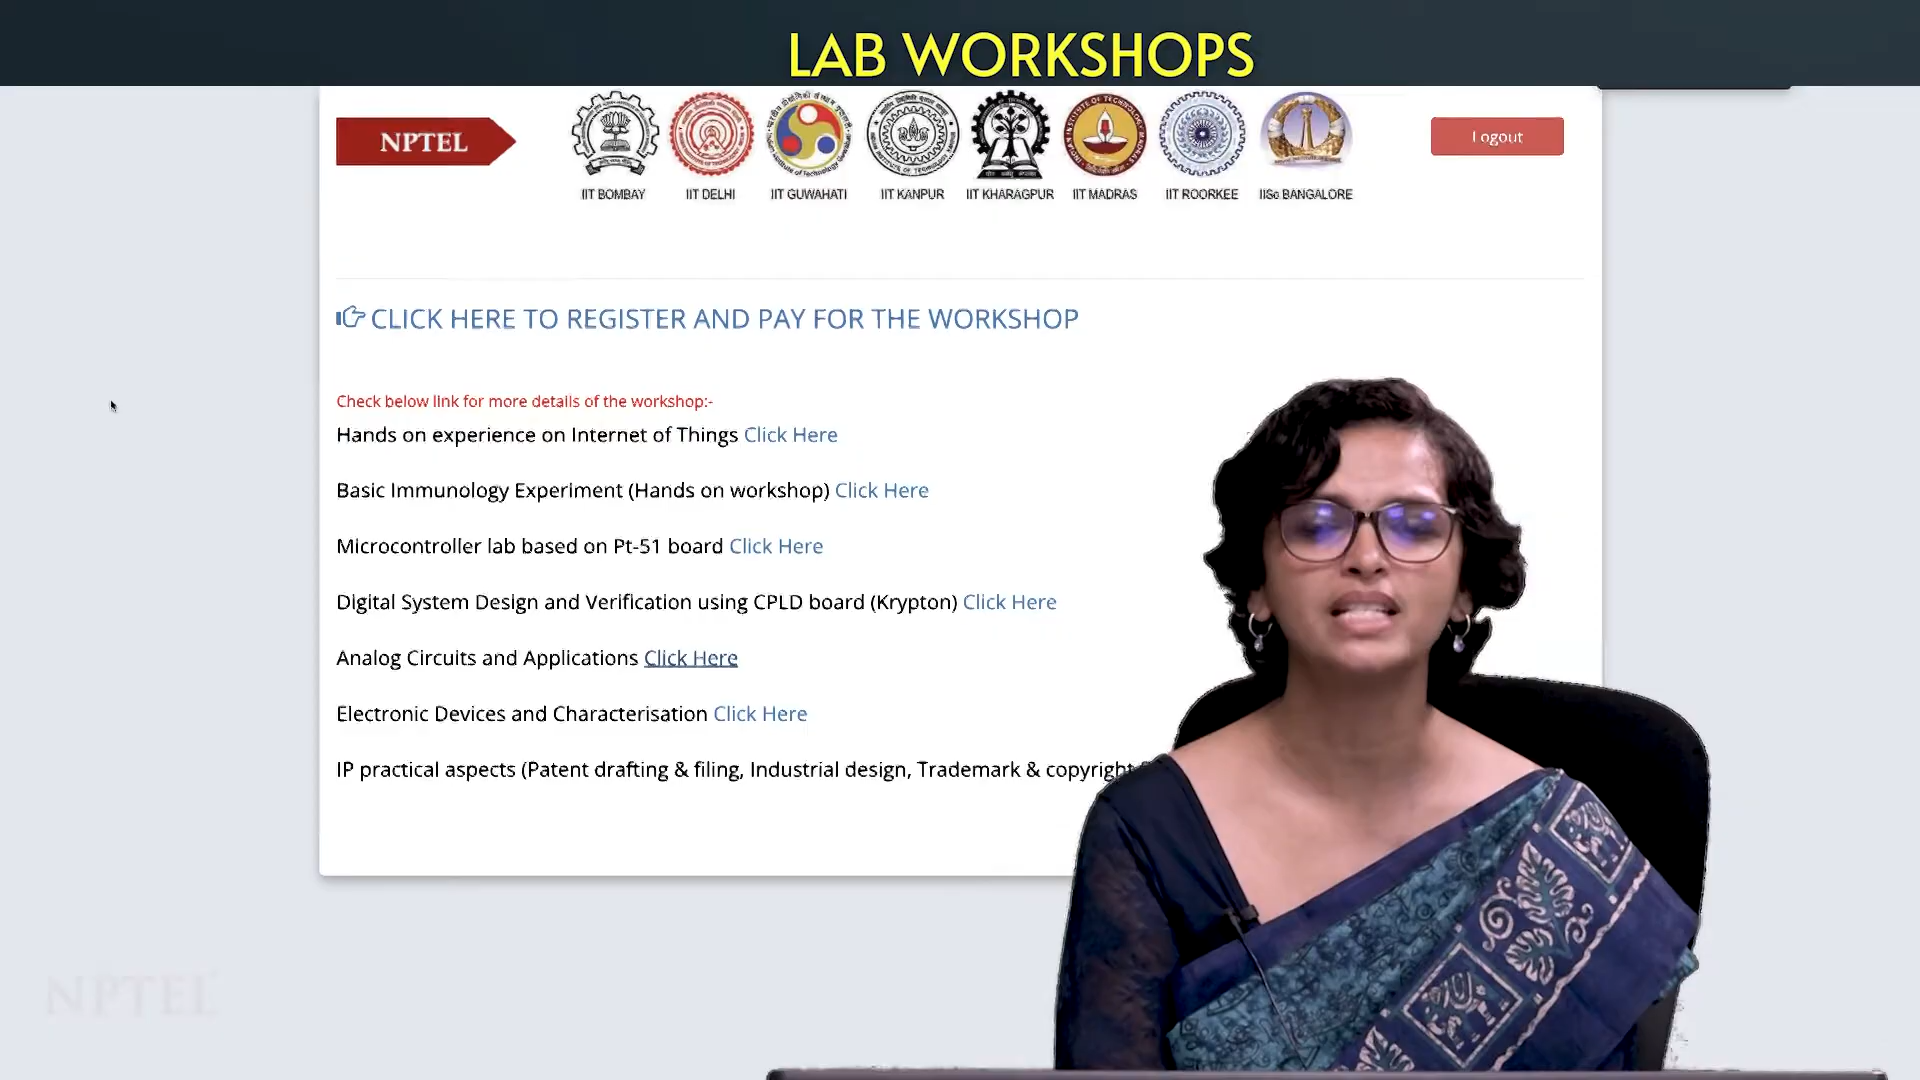 LAB WORKSHOPS
NPTEL
Logout
IIT BOMBAY
IIT DELHI
IIT GUWAHATI
IIT KANPUR
IIT KHARAGPUR
IIT MADRAS
IIT ROORKEE
IISc BANGALORE
CLICK HERE TO REGISTER AND PAY FOR THE WORKSHOP
Check below link for more details of the workshop:-
Hands on experience on Internet of Things Click Here
Basic Immunology Experiment (Hands on workshop) Click Here
Microcontroller lab based on Pt-51 board Click Here
Digital System Design and Verification using CPLD board (Krypton) Click Here
Analog Circuits and Applications Click Here
Electronic Devices and Characterisation Click Here
IP practical aspects (Patent drafting & filing, Industrial design, Trademark & copyright
NPTEL